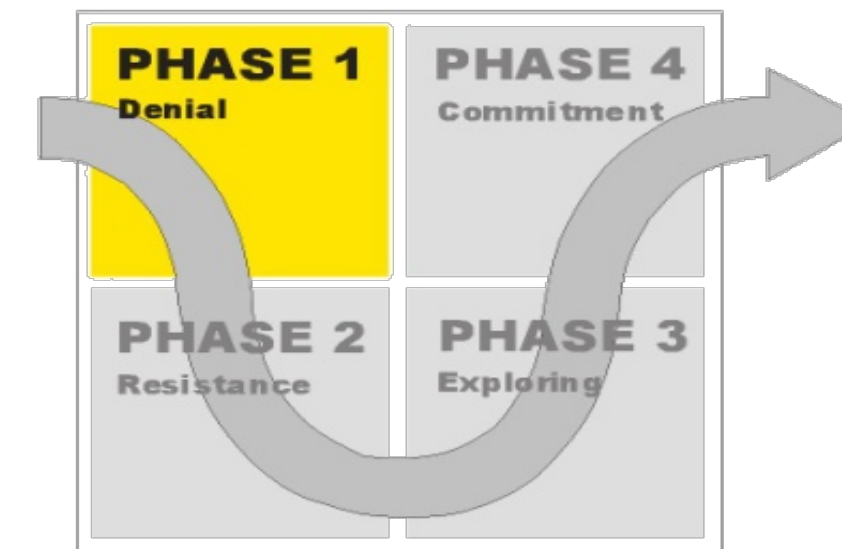 PHASE 1
Denial
PHASE 2
Resistance
PHASE 3
Exploring
PHASE 4
Commitment